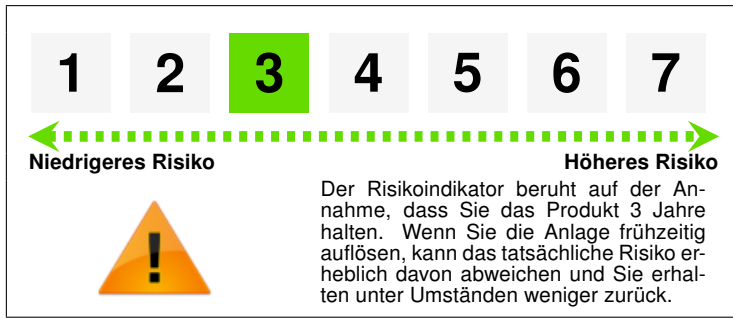 1 2 3 4 5 6 7
Niedrigeres Risiko Höheres Risiko
Der Risikoindikator beruht auf der An-
nahme, dass Sie das Produkt 3 Jahre
halten. Wenn Sie die Anlage frühzeitig
auflösen, kann das tatsächliche Risiko er-
heblich davon abweichen und Sie erhal-
ten unter Umständen weniger zurück.
!